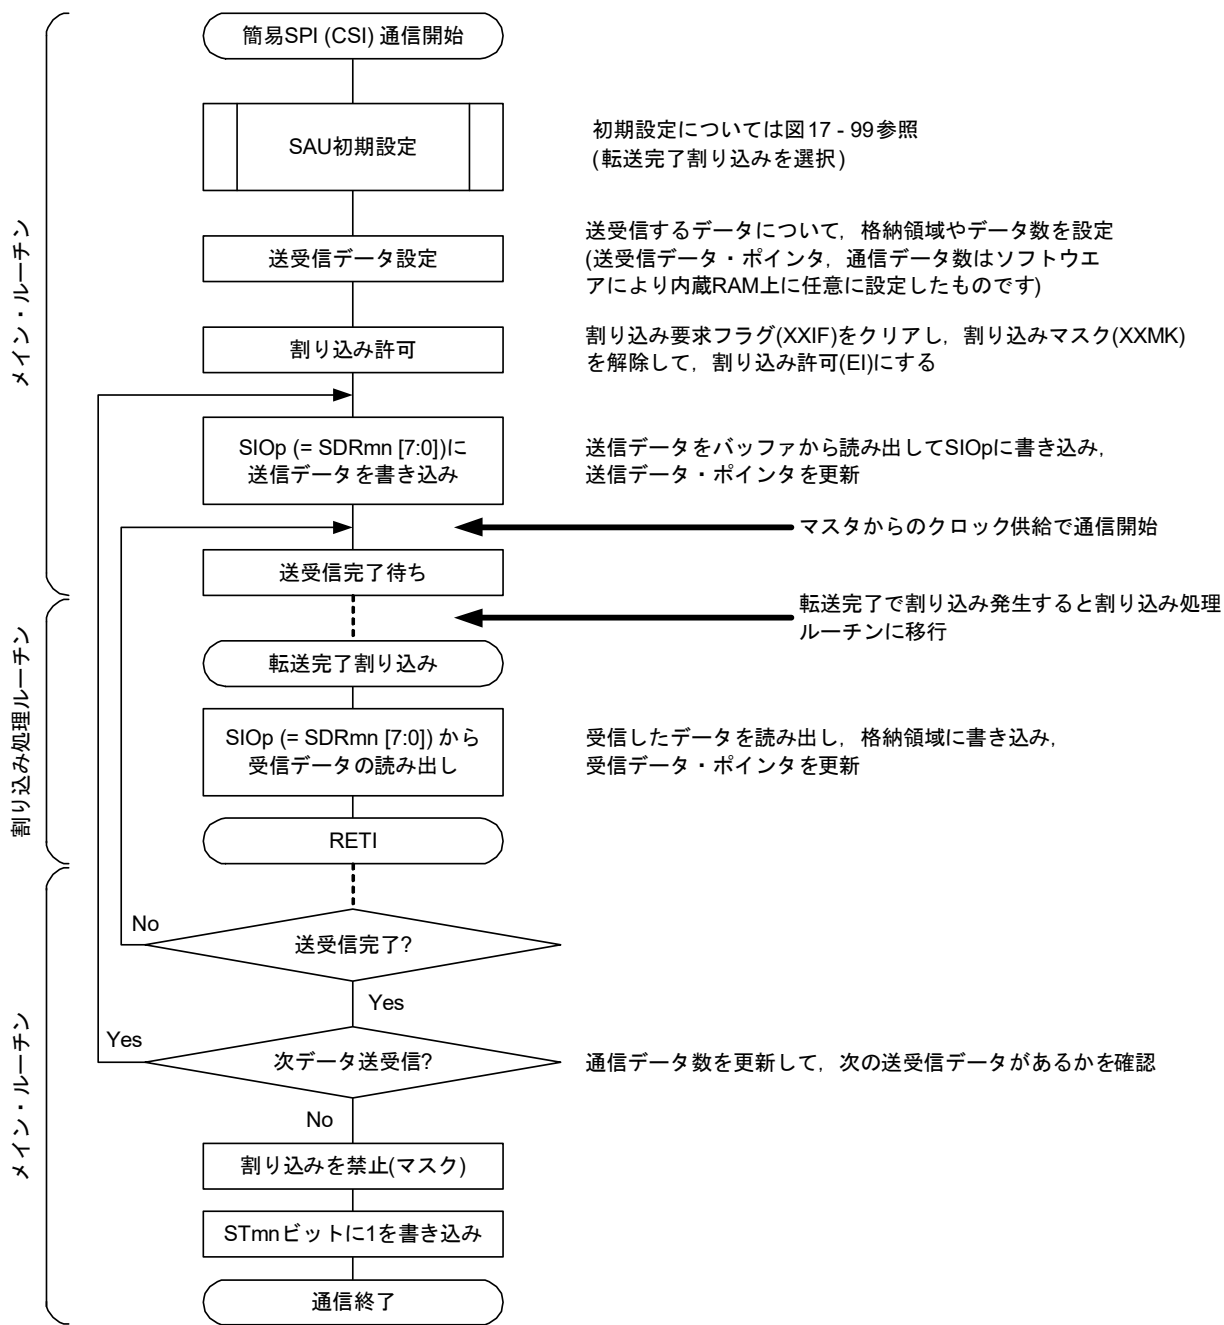 簡易SPI (CSI) 通信開始
SAU初期設定
初期設定については図17 - 99参照
(転送完了割り込みを選択)
メイン・ルーチン
送受信データ設定
送受信するデータについて，格納領域やデータ数を設定
(送受信データ・ポインタ，通信データ数はソフトウエ
アにより内蔵RAM上に任意に設定したものです)
割り込み許可
割り込み要求フラグ(XXIF)をクリアし，割り込みマスク(XXMK)
を解除して，割り込み許可(EI)にする
SIOp (= SDRmn [7:0])に
送信データを書き込み
送信データをバッファから読み出してSIOpに書き込み，
送信データ・ポインタを更新
マスタからのクロック供給で通信開始
送受信完了待ち
転送完了で割り込み発生すると割り込み処理
ルーチンに移行
割り込み処理ルーチン
転送完了割り込み
SIOp (= SDRmn [7:0]) から
受信データの読み出し
受信したデータを読み出し，格納領域に書き込み，
受信データ・ポインタを更新
RETI
No
送受信完了?
Yes
メイン・ルーチン
Yes
次データ送受信?
通信データ数を更新して，次の送受信データがあるかを確認
No
割り込みを禁止(マスク)
STmnビットに1を書き込み
通信終了